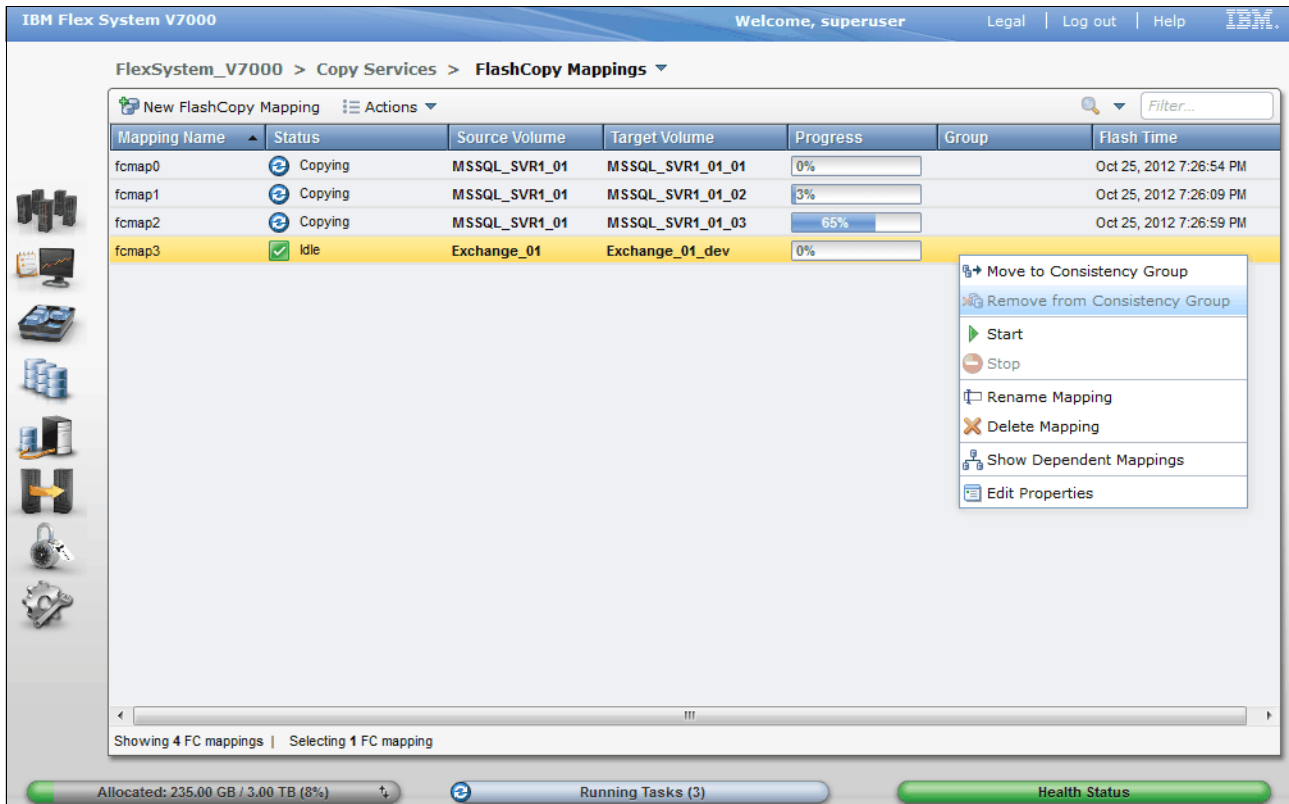 IBM Flex System V7000 Welcome, superuser Legal | Log out | Help IBM.
FlexSystem_V7000 > Copy Services > FlashCopy Mappings
New FlashCopy Mapping Actions Filter...
Mapping Name Status Source Volume Target Volume Progress Group Flash Time
fcmap0 Copying MSSQL_SVR1_01 MSSQL_SVR1_01_01 0% Oct 25, 2012 7:26:54 PM
fcmap1 Copying MSSQL_SVR1_01 MSSQL_SVR1_01_02 3% Oct 25, 2012 7:26:09 PM
fcmap2 Copying MSSQL_SVR1_01 MSSQL_SVR1_01_03 65% Oct 25, 2012 7:26:59 PM
fcmap3 Idle Exchange_01 Exchange_01_dev 0%
Move to Consistency Group
Remove from Consistency Group
Start
Stop
Rename Mapping
Delete Mapping
Show Dependent Mappings
Edit Properties
Showing 4 FC mappings | Selecting 1 FC mapping
Allocated: 235.00 GB / 3.00 TB (8%) Running Tasks (3) Health Status